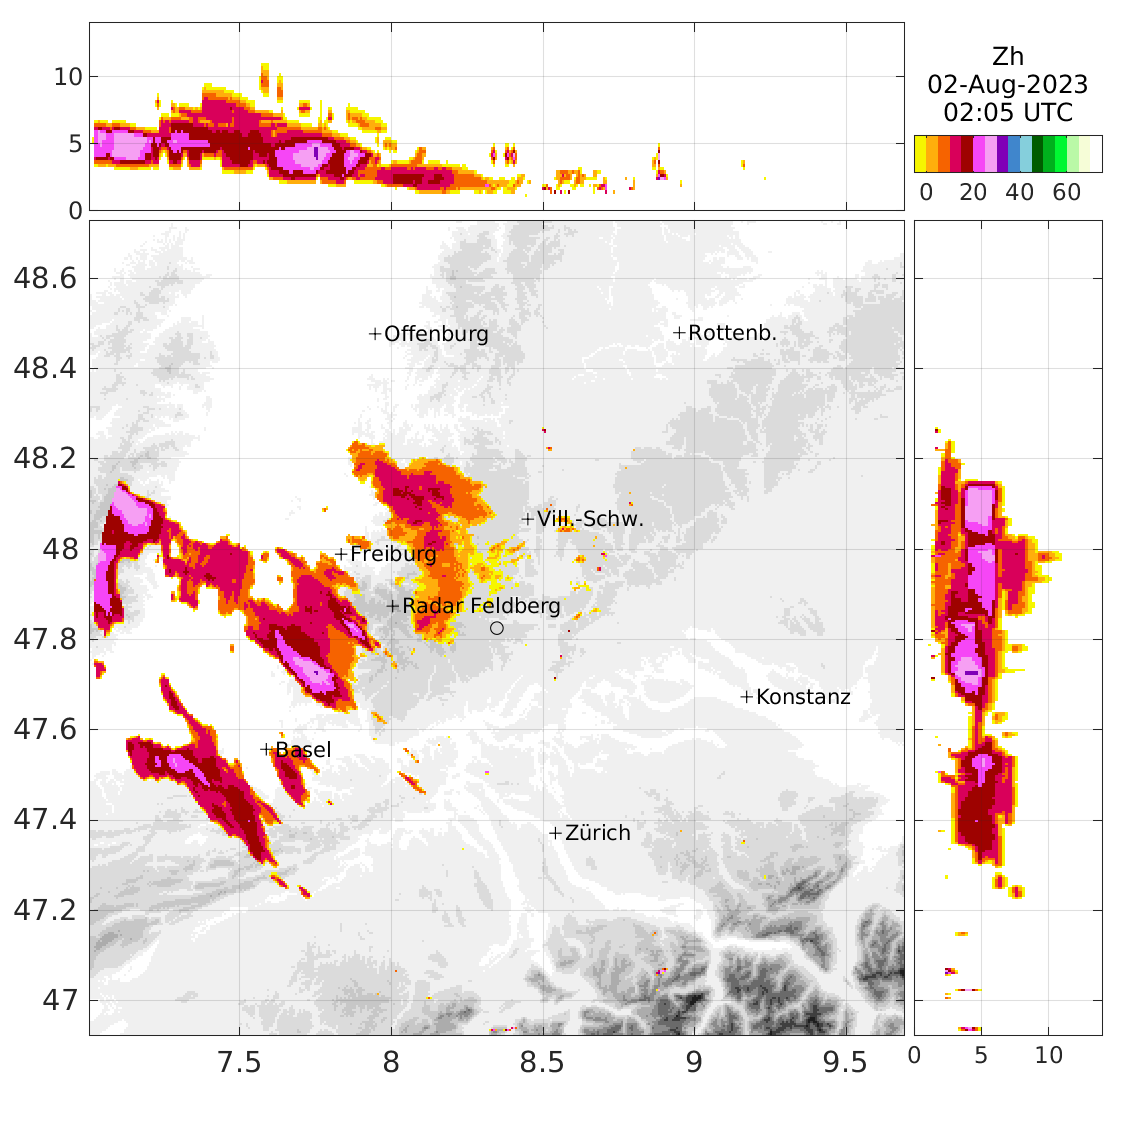 10
5
0
Zh
02-Aug-2023
02:05 UTC
0 20 40 60
48.6
48.4
48.2
48
47.8
47.6
47.4
47.2
47
+Offenburg
+Rottenb.
+Vill.-Schw.
+Freiburg
+Radar Feldberg
+Konstanz
+Basel
+Zürich
7.5 8 8.5 9 9.5
0 5 10